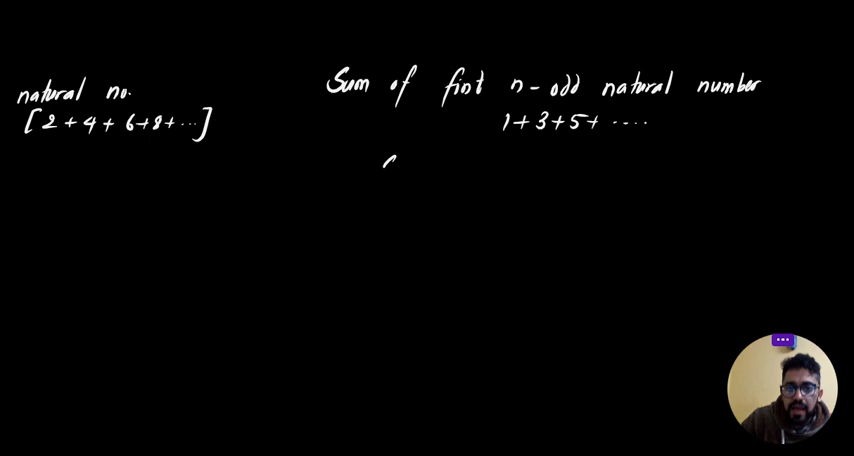 natural no.
[2 + 4 + 6 + 8 + ...]
Sum of first n - odd natural number
1 + 3 + 5 + ....